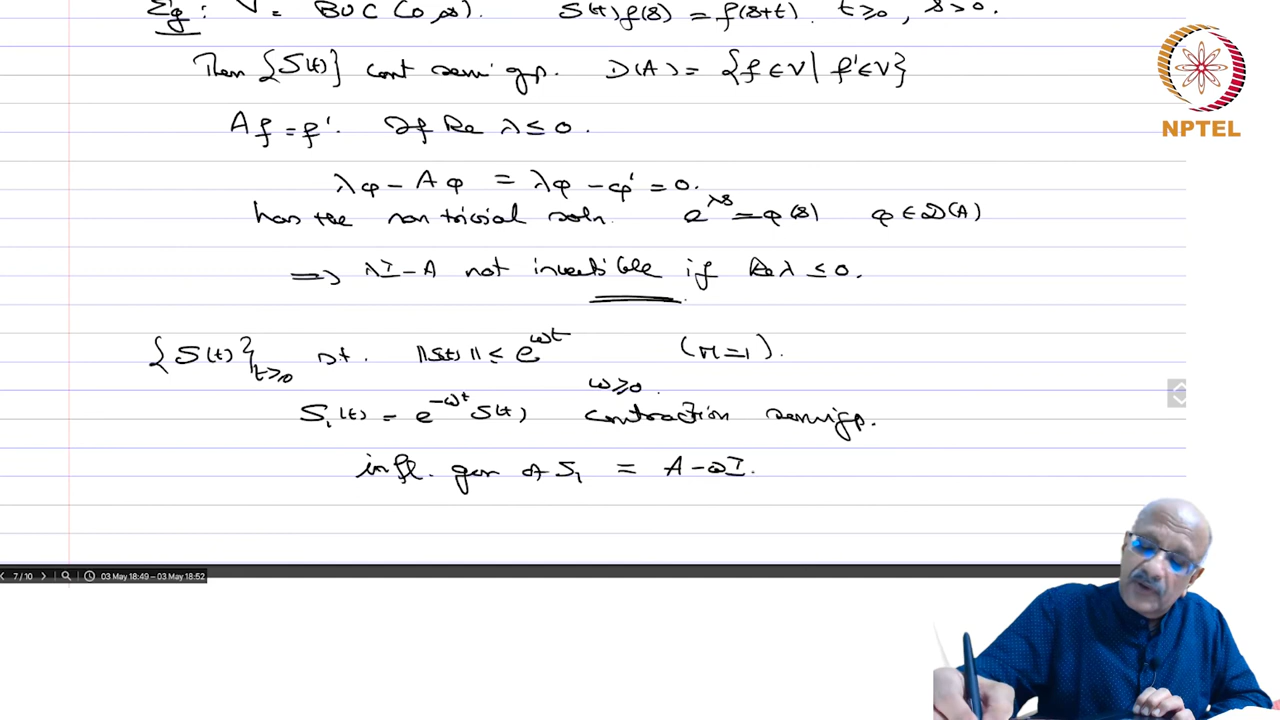 Eg: V = BUC(0,∞). S(t)f(s) = f(s+t). t≥0, s>0.
Then {S(t)} cont semi gp. D(A) = {f∈V | f'∈V}
Af = f'. If Re λ ≤ 0.
λφ - Aφ = λφ - φ' = 0.
has the non trivial soln. e^{λs} = φ(s) φ∈D(A)
⇒ λI - A not invertible if Re λ ≤ 0.
{S(t)}_{t≥0} s.t. ||S(t)|| ≤ e^{ωt} (M=1).
ω≥0.
S₁(t) = e^{-ωt} S(t) contraction semigp.
infl. gen of S₁ = A - ωI.
NPTEL
7 / 10 03 May 18:49 – 03 May 18:52